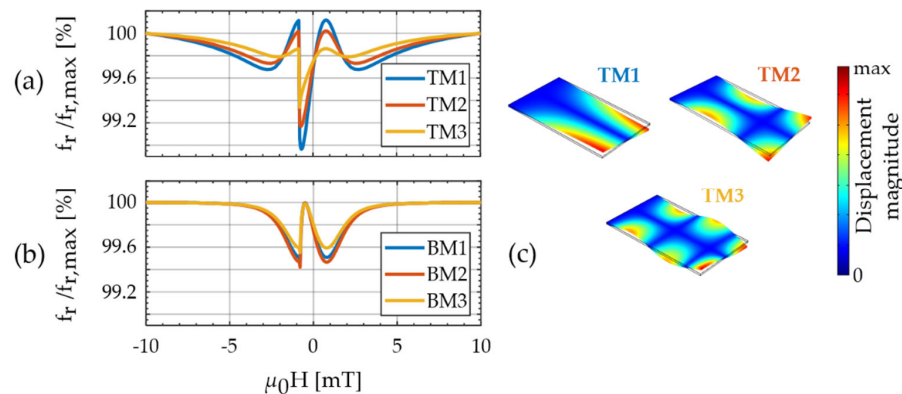 (a)
f_r /f_r,max [%]
100
99.6
99.2
TM1
TM2
TM3
(b)
f_r /f_r,max [%]
100
99.6
99.2
BM1
BM2
BM3
-10
-5
0
5
10
μ₀H [mT]
(c)
TM1
TM2
TM3
max
Displacement
magnitude
0